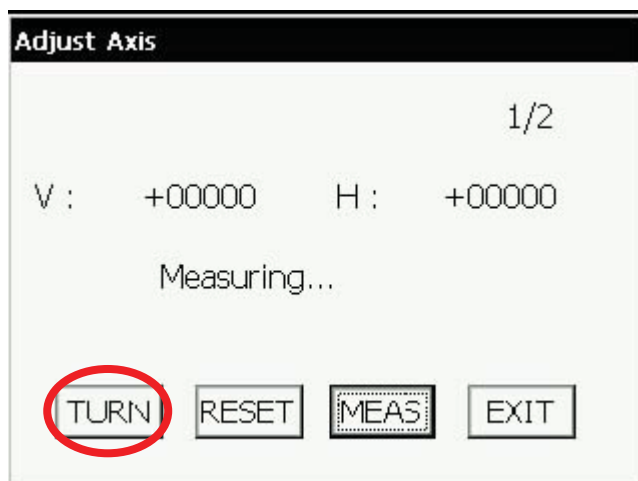 Adjust Axis
1/2
V : +00000 H : +00000
Measuring...
TURN RESET MEAS EXIT